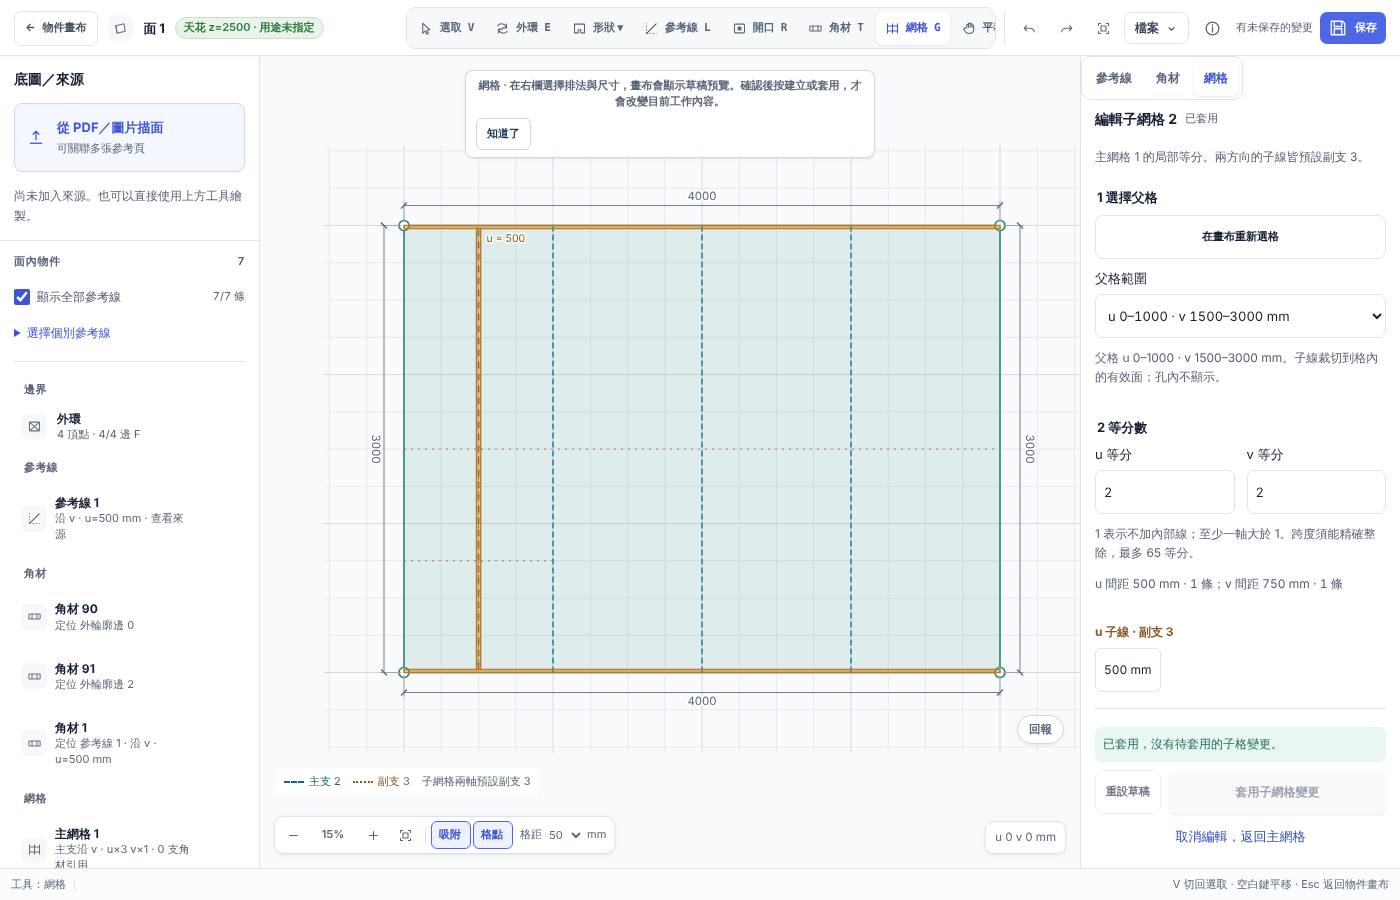 物件畫布
面 1
天花 z=2500 · 用途未指定
選取 V
外環 E
形狀▾
參考線 L
開口 R
角材 T
網格 G
檔案
有未保存的變更
保存
底圖／來源
從 PDF／圖片描面
可關聯多張參考頁
尚未加入來源。也可以直接使用上方工具繪
製。
面內物件
7
顯示全部參考線
7/7 條
選擇個別參考線
邊界
外環
4 頂點 · 4/4 邊 F
參考線
參考線 1
沿 v · u=500 mm · 查看來
源
角材
角材 90
定位 外輪廓邊 0
角材 91
定位 外輪廓邊 2
角材 1
定位 參考線 1 · 沿 v ·
u=500 mm
網格
主網格 1
主支沿 v · u×3 v×1 · 0 支角
材引用
網格 · 在右欄選擇排法與尺寸，畫布會顯示草稿預覽。確認後按建立或套用，才
會改變目前工作內容。
知道了
4000
u = 500
3000
3000
4000
回報
主支 2
副支 3
子網格兩軸預設副支 3
15%
吸附
格點
格距
50
mm
u 0 v 0 mm
參考線
角材
網格
編輯子網格 2
已套用
主網格 1 的局部等分。兩方向的子線皆預設副支 3。
1 選擇父格
在畫布重新選格
父格範圍
u 0–1000 · v 1500–3000 mm
父格 u 0–1000 · v 1500–3000 mm。子線裁切到格內
的有效面；孔內不顯示。
2 等分數
u 等分
v 等分
2
2
1 表示不加內部線；至少一軸大於 1。跨度須能精確整
除，最多 65 等分。
u 間距 500 mm · 1 條；v 間距 750 mm · 1 條
u 子線 · 副支 3
500 mm
已套用，沒有待套用的子格變更。
重設草稿
套用子網格變更
取消編輯，返回主網格
工具：網格
V 切回選取 · 空白鍵平移 · Esc 返回物件畫布